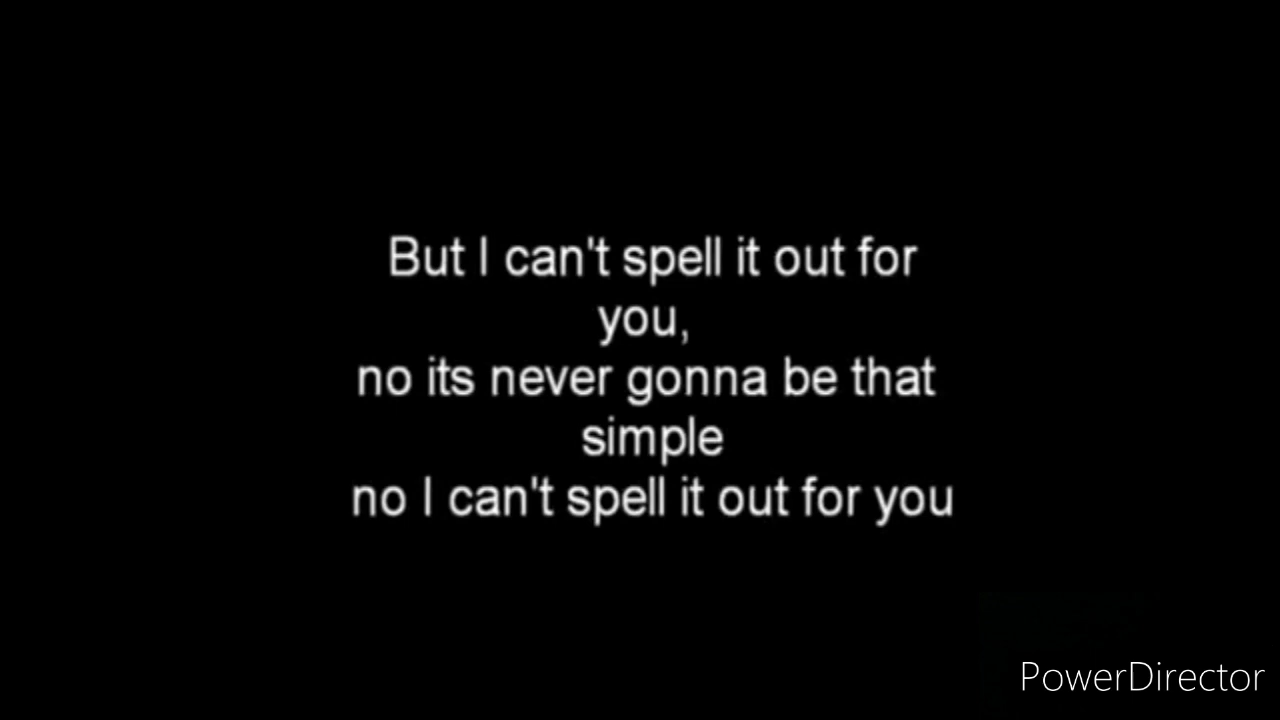 But I can't spell it out for
you,
no its never gonna be that
simple
no I can't spell it out for you
PowerDirector